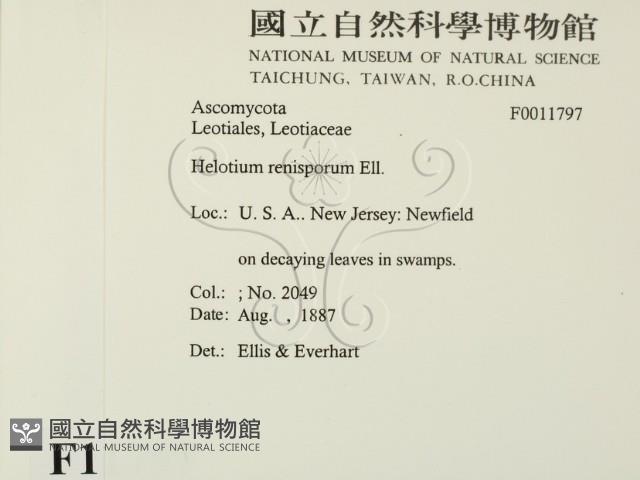 國立自然科學博物館
NATIONAL MUSEUM OF NATURAL SCIENCE
TAICHUNG, TAIWAN, R.O.CHINA
Ascomycota F0011797
Leotiales, Leotiaceae
Helotium renisporum Ell.
Loc.: U. S. A.. New Jersey: Newfield
on decaying leaves in swamps.
Col.: ; No. 2049
Date: Aug. , 1887
Det.: Ellis & Everhart
國立自然科學博物館
NATIONAL MUSEUM OF NATURAL SCIENCE
F1